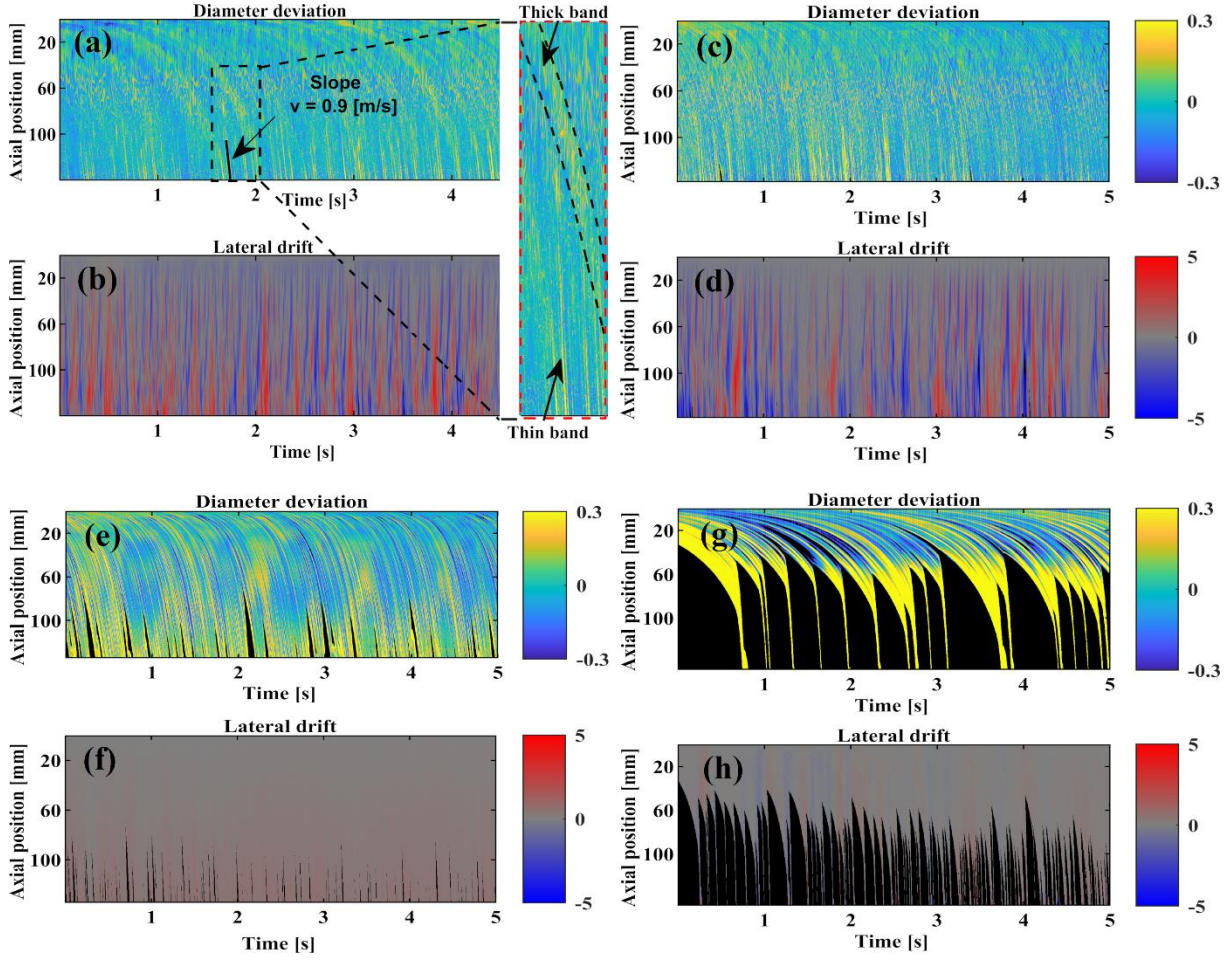 Diameter deviation
(a)
Slope
v = 0.9 [m/s]
Axial position [mm]
20
60
100
1 2 3 4
Time [s]
Thick band
Thin band
(c)
Axial position [mm]
20
60
100
1 2 3 4 5
Time [s]
0.3
0
-0.3
Lateral drift
(b)
Axial position [mm]
20
60
100
1 2 3 4
Time [s]
Lateral drift
(d)
Axial position [mm]
20
60
100
1 2 3 4 5
Time [s]
5
0
-5
Diameter deviation
(e)
Axial position [mm]
20
60
100
1 2 3 4 5
Time [s]
0.3
0
-0.3
Diameter deviation
(g)
Axial position [mm]
20
60
100
1 2 3 4 5
Time [s]
0.3
0
-0.3
Lateral drift
(f)
Axial position [mm]
20
60
100
1 2 3 4 5
Time [s]
5
0
-5
Lateral drift
(h)
Axial position [mm]
20
60
100
1 2 3 4 5
Time [s]
5
0
-5